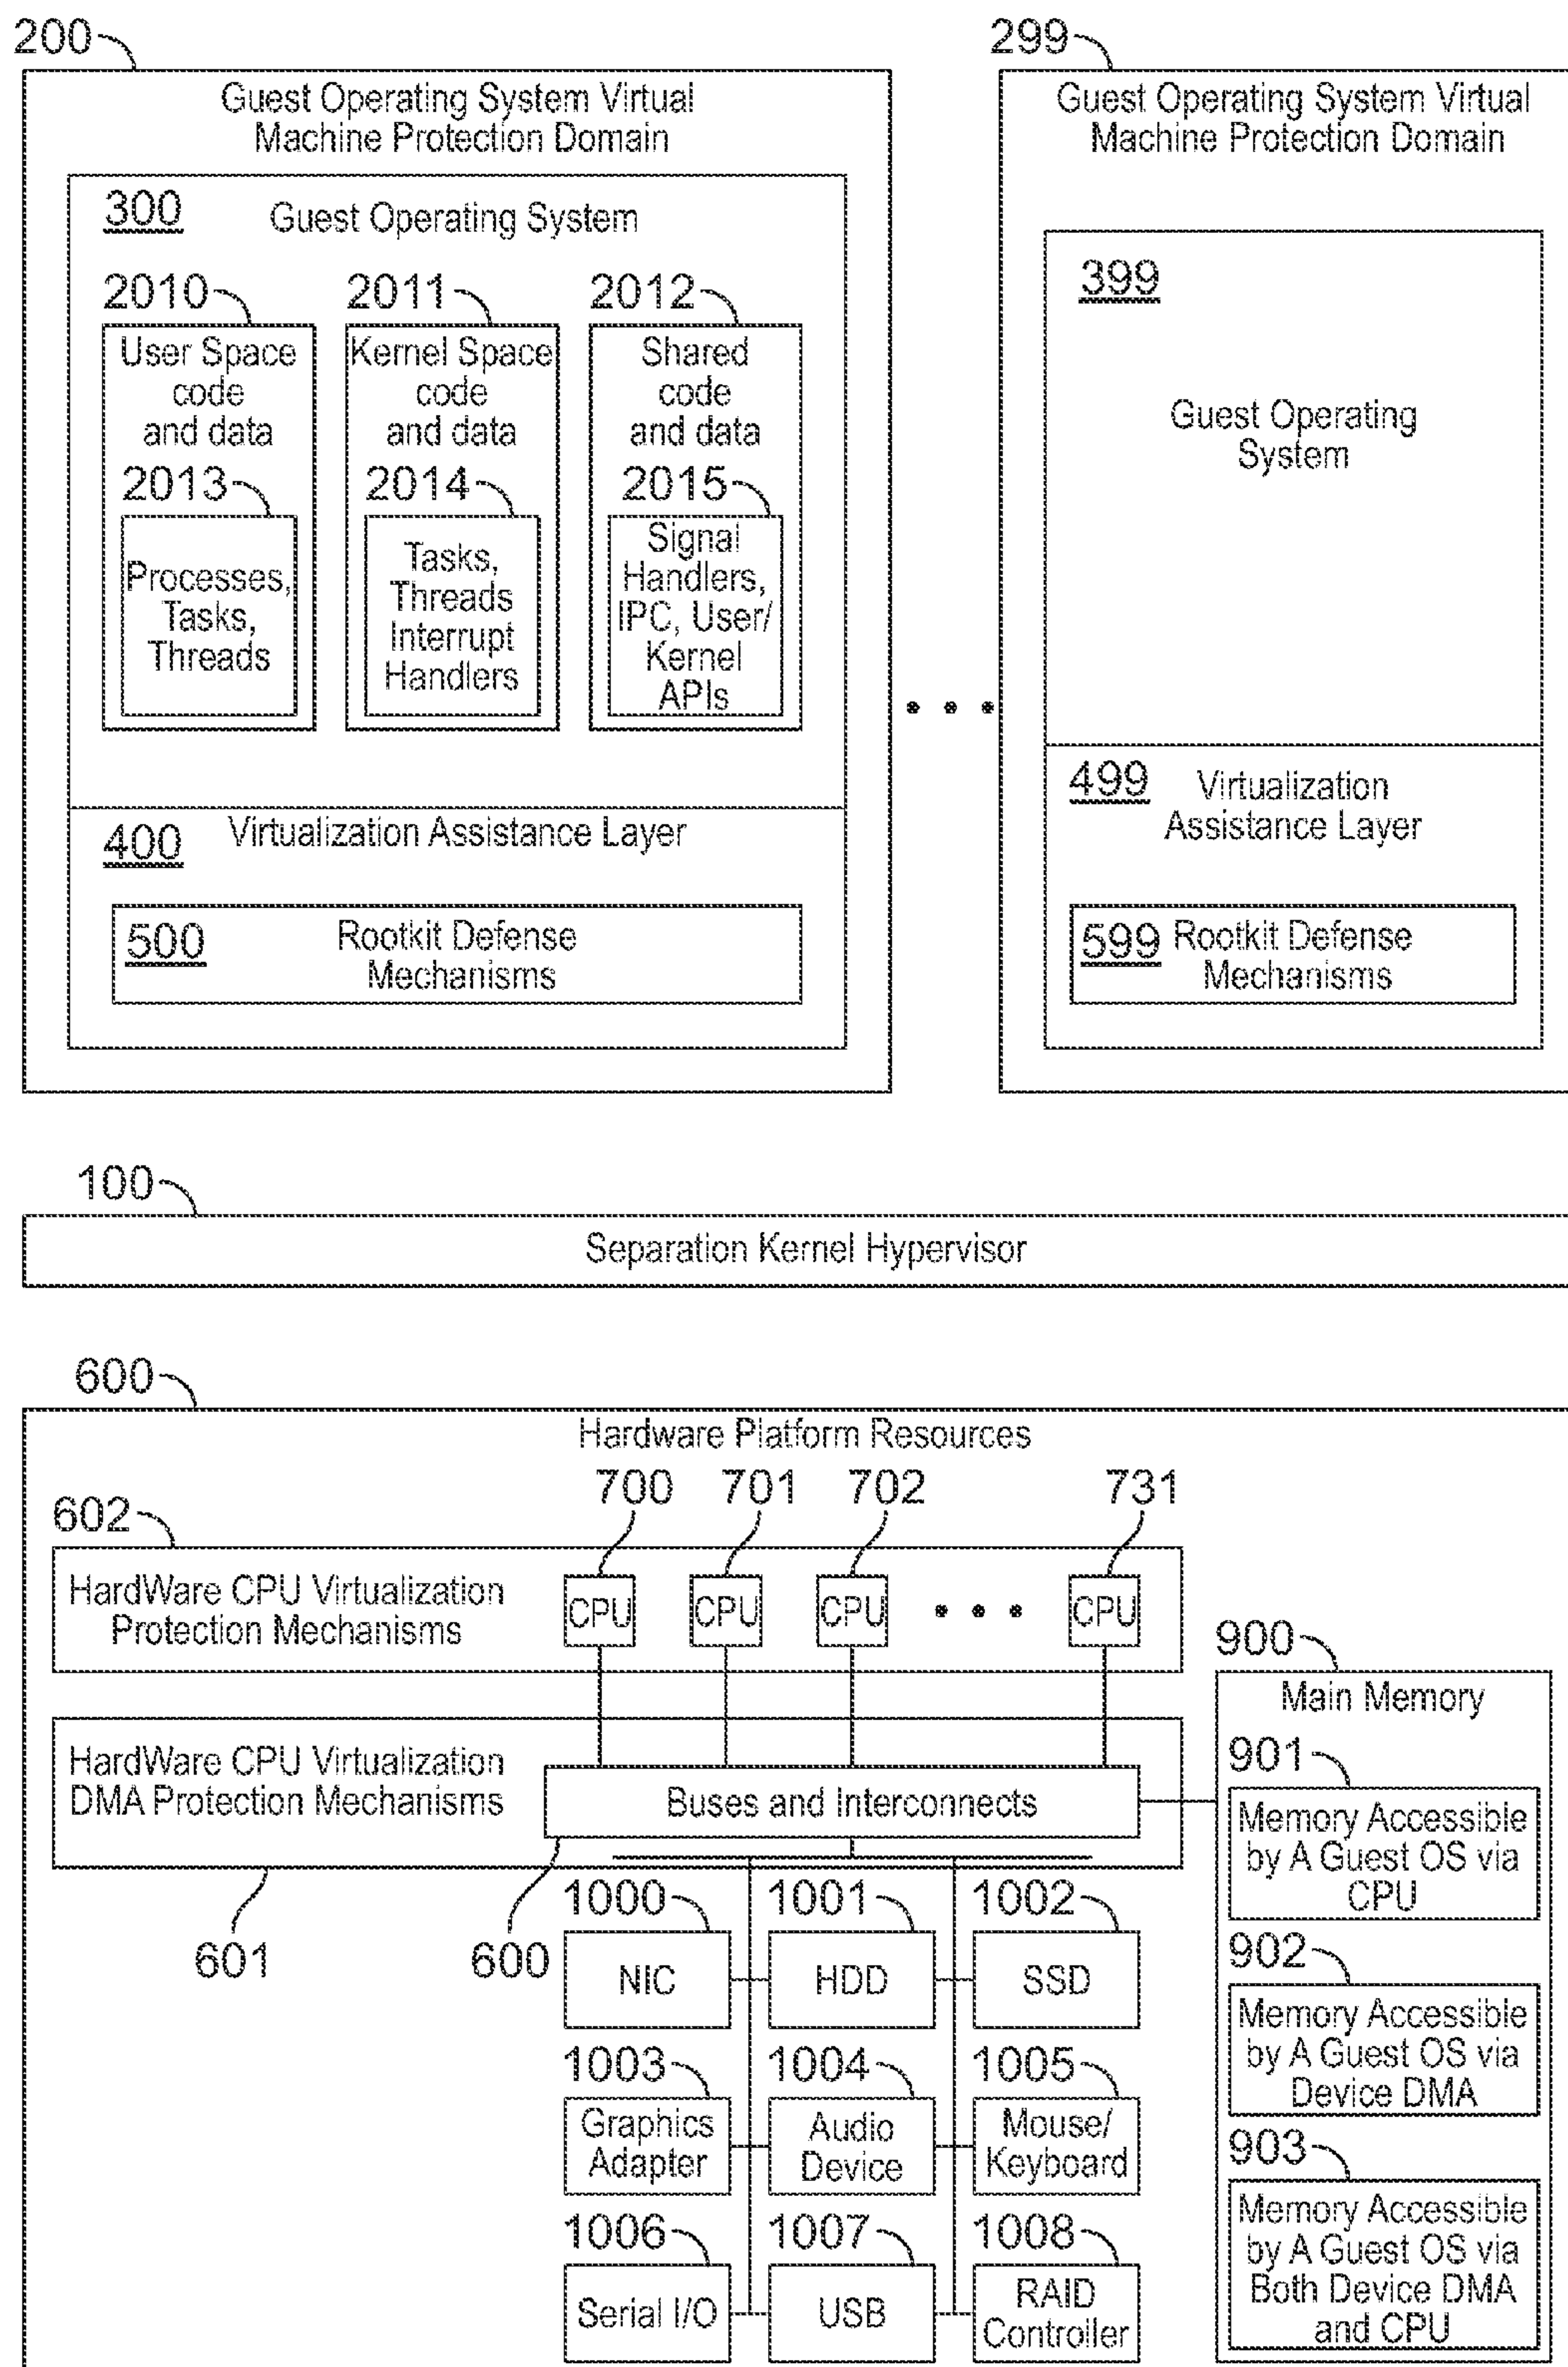 200
299
Guest Operating System Virtual
Machine Protection Domain
300
Guest Operating System
2010
2011
2012
User Space
code
and data
Kernel Space
code
and data
Shared
code
and data
2013
2014
2015
Processes,
Tasks,
Threads
Tasks,
Threads
Interrupt
Handlers
Signal
Handlers,
IPC, User/
Kernel
APIs
400
Virtualization Assistance Layer
500
Rootkit Defense
Mechanisms
Guest Operating System Virtual
Machine Protection Domain
399
Guest Operating
System
499
Virtualization
Assistance Layer
599
Rootkit Defense
Mechanisms
100
Separation Kernel Hypervisor
600
Hardware Platform Resources
602
700
701
702
731
HardWare CPU Virtualization
Protection Mechanisms
CPU
CPU
CPU
CPU
HardWare CPU Virtualization
DMA Protection Mechanisms
Buses and Interconnects
601
600
900
Main Memory
901
Memory Accessible
by A Guest OS via
CPU
902
Memory Accessible
by A Guest OS via
Device DMA
903
Memory Accessible
by A Guest OS via
Both Device DMA
and CPU
1000
1001
1002
NIC
HDD
SSD
1003
1004
1005
Graphics
Adapter
Audio
Device
Mouse/
Keyboard
1006
1007
1008
Serial I/O
USB
RAID
Controller